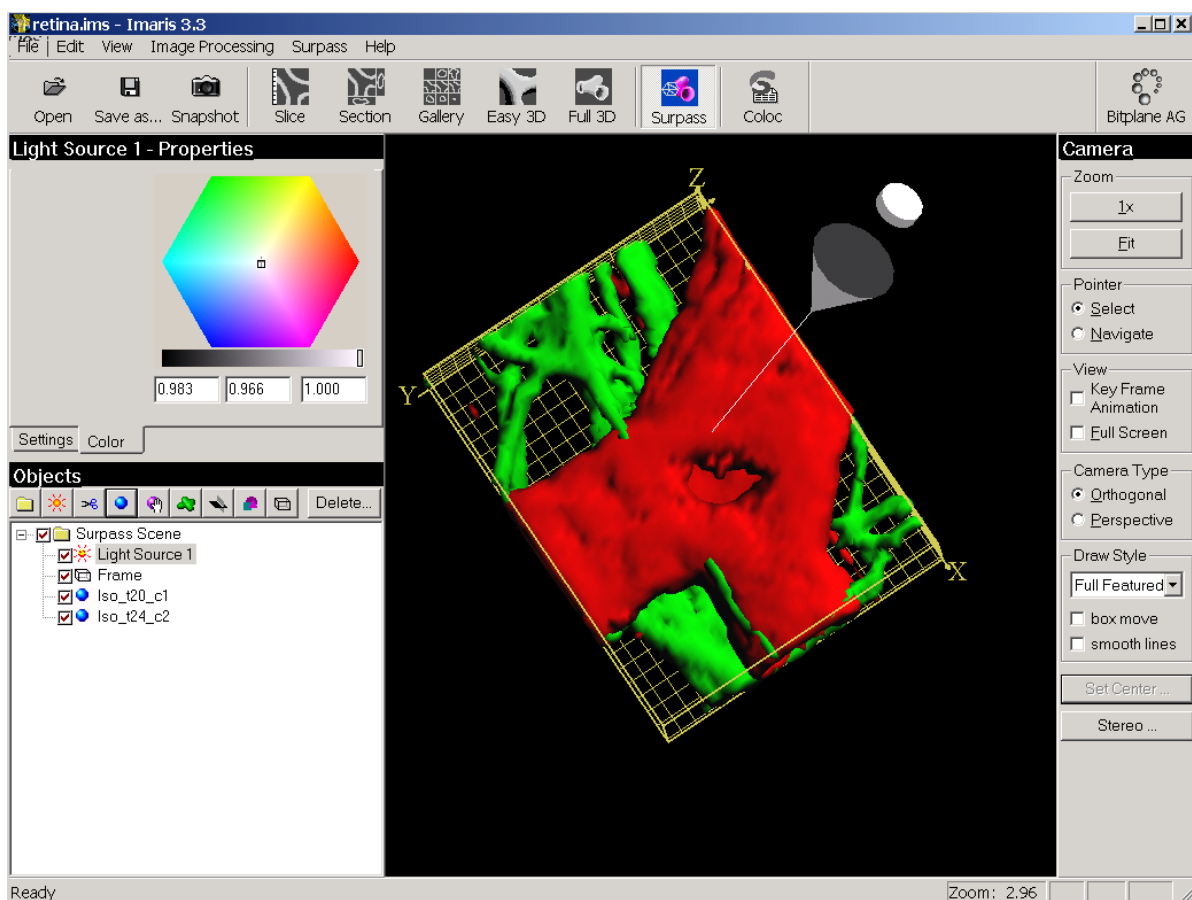 retina.ims - Imaris 3.3
File Edit View Image Processing Surpass Help
Open Save as... Snapshot Slice Section Gallery Easy 3D Full 3D Surpass Coloc Bitplane AG
Light Source 1 - Properties
0.983 0.966 1.000
Settings Color
Objects
Delete...
Surpass Scene
Light Source 1
Frame
Iso_t20_c1
Iso_t24_c2
Z
Y
X
Camera
Zoom
1x
Fit
Pointer
Select
Navigate
View
Key Frame
Animation
Full Screen
Camera Type
Orthogonal
Perspective
Draw Style
Full Featured
box move
smooth lines
Set Center ...
Stereo ...
Ready
Zoom: 2.96